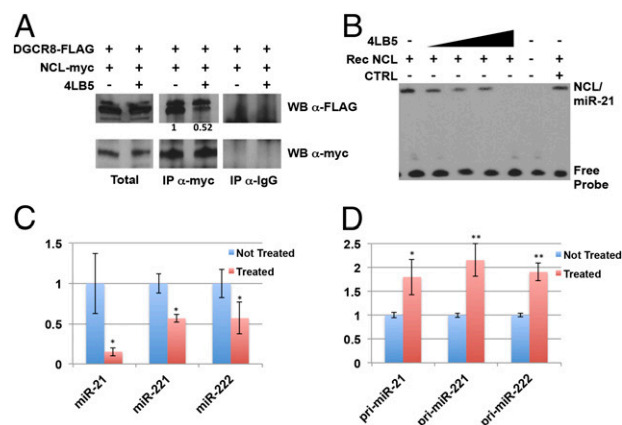 A
DGCR8-FLAG + + + + + +
NCL-myc + + + + + +
4LB5 - + - + - +
WB α-FLAG
1 0.52
WB α-myc
Total IP α-myc IP α-IgG
B
4LB5 - - -
Rec NCL + + + + + - +
CTRL - - - - - - +
NCL/
miR-21
Free
Probe
C
Not Treated
Treated
1.5
1
0.5
0
* * *
miR-21 miR-221 miR-222
D
Not Treated
Treated
2.5
2
1.5
1
0.5
0
* ** **
pri-miR-21 pri-miR-221 pri-miR-222